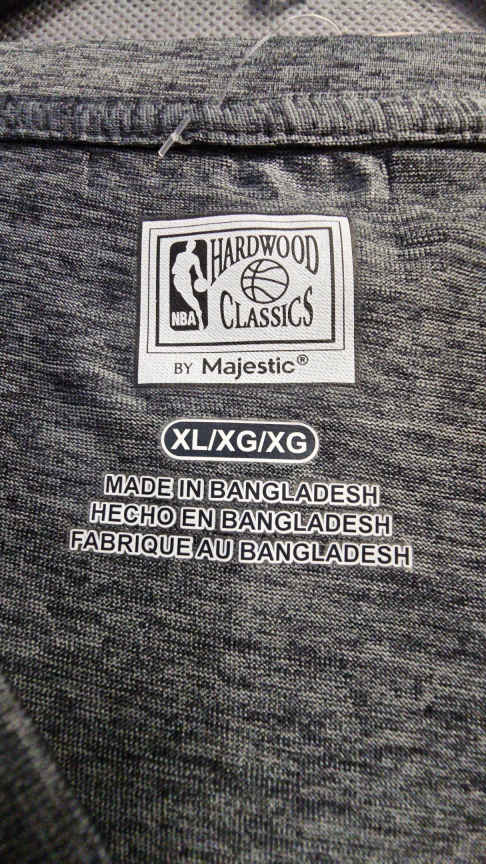 HARDWOOD
CLASSICS
NBA
BY Majestic®
XL/XG/XG
MADE IN BANGLADESH
HECHO EN BANGLADESH
FABRIQUE AU BANGLADESH